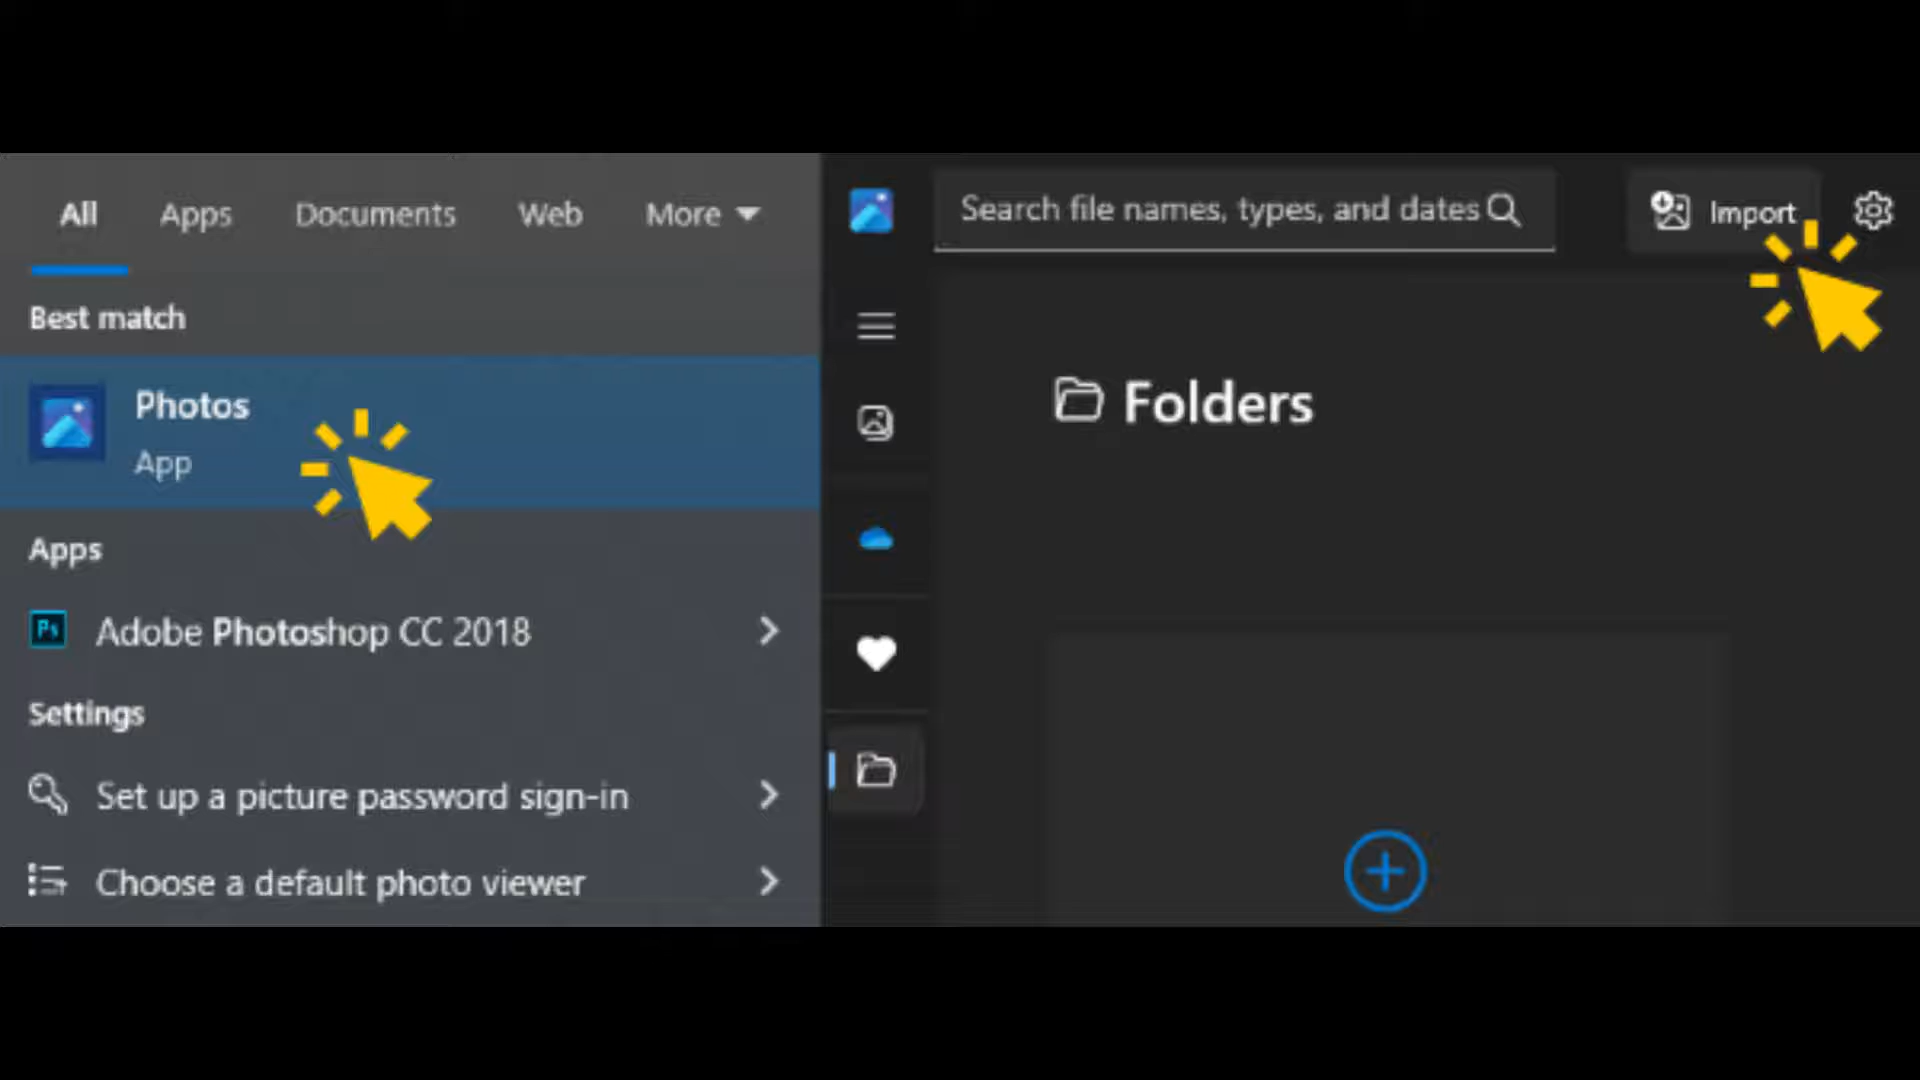 All Apps Documents Web More
Best match
Photos
App
Apps
Ps Adobe Photoshop CC 2018
Settings
Set up a picture password sign-in
Choose a default photo viewer
Search file names, types, and dates
Import
Folders